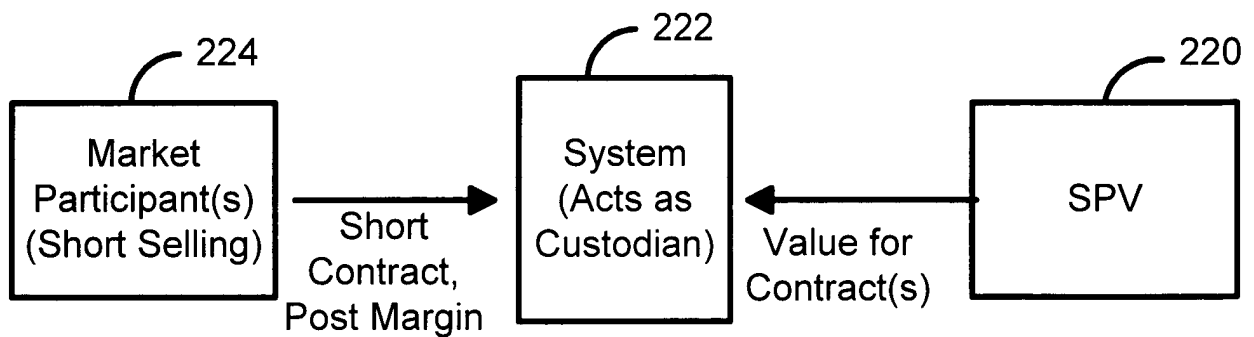 224
222
220
Market
Participant(s)
(Short Selling)
Short
Contract,
Post Margin
System
(Acts as
Custodian)
Value for
Contract(s)
SPV